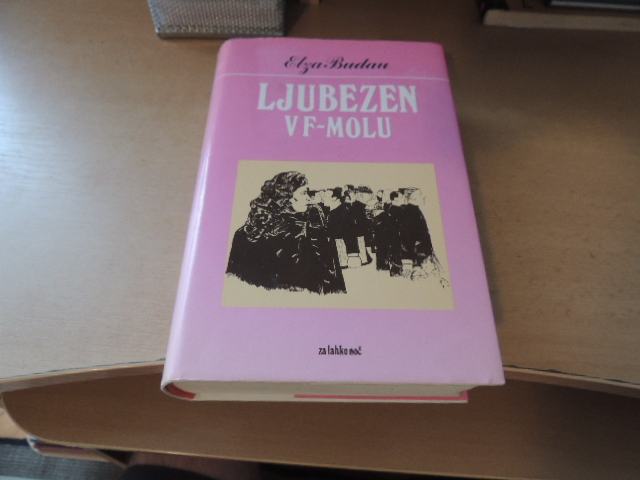 Elza Budau
LJUBEZEN
V F-MOLU
za lahko noč